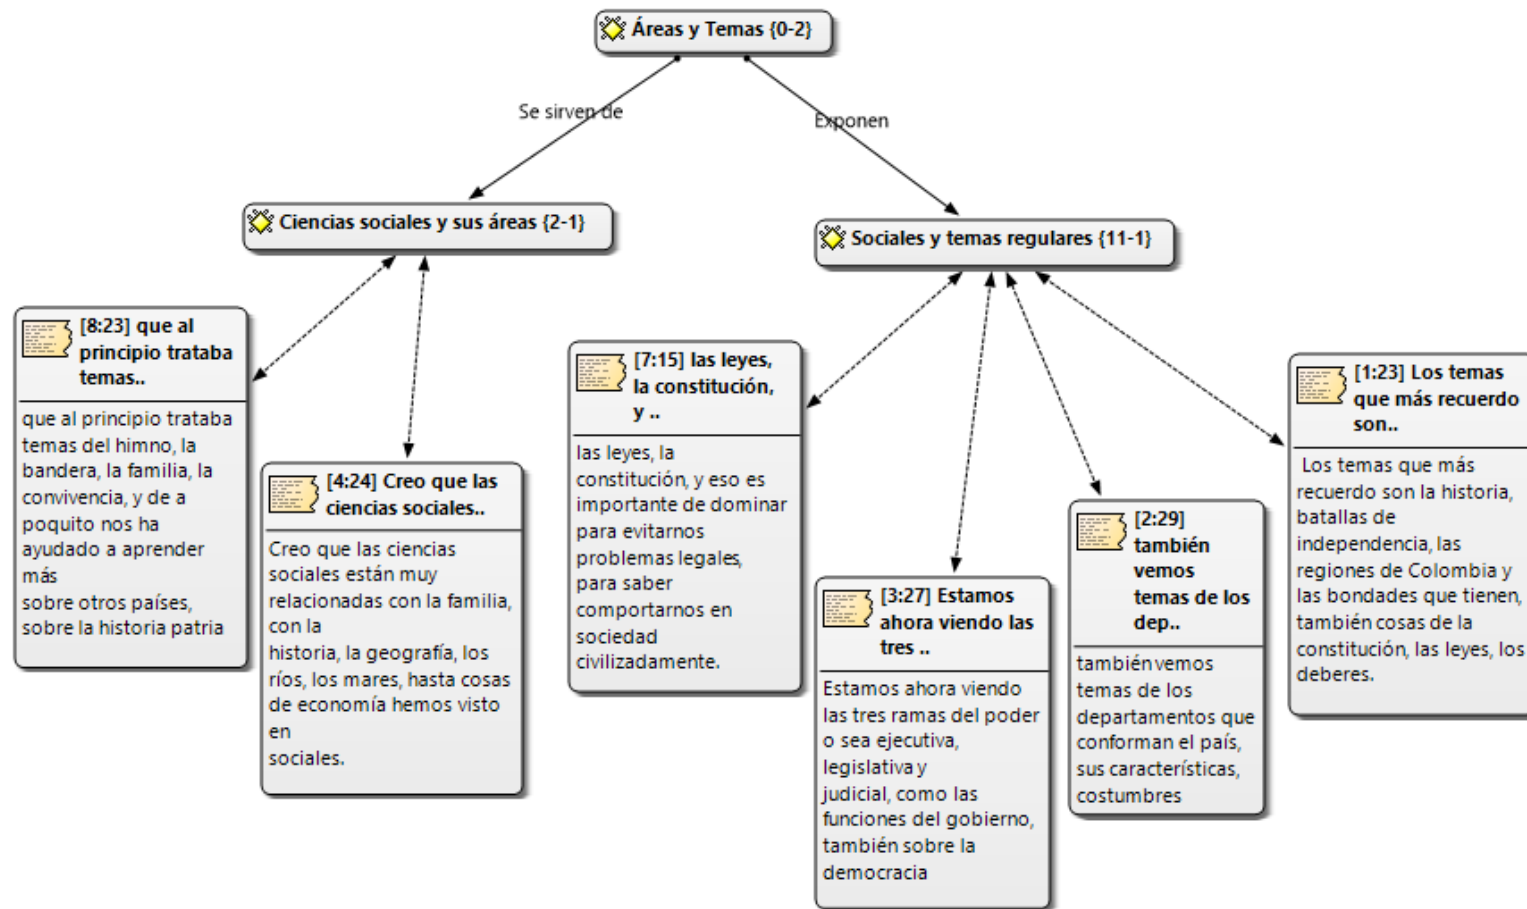 Áreas y Temas {0-2}
Se sirven de
Exponen
Ciencias sociales y sus áreas {2-1}
Sociales y temas regulares {11-1}
[8:23] que al
principio trataba
temas..
que al principio trataba
temas del himno, la
bandera, la familia, la
convivencia, y de a
poquito nos ha
ayudado a aprender
más
sobre otros países,
sobre la historia patria
[4:24] Creo que las
ciencias sociales..
Creo que las ciencias
sociales están muy
relacionadas con la familia,
con la
historia, la geografía, los
ríos, los mares, hasta cosas
de economía hemos visto
en
sociales.
[7:15] las leyes,
la constitución,
y ..
las leyes, la
constitución, y eso es
importante de dominar
para evitarnos
problemas legales,
para saber
comportarnos en
sociedad
civilizadamente.
[3:27] Estamos
ahora viendo las
tres ..
Estamos ahora viendo
las tres ramas del poder
o sea ejecutiva,
legislativa y
judicial, como las
funciones del gobierno,
también sobre la
democracia
[2:29]
también
vemos
temas de los
dep..
también vemos
temas de los
departamentos que
conforman el país,
sus características,
costumbres
[1:23] Los temas
que más recuerdo
son..
Los temas que más
recuerdo son la historia,
batallas de
independencia, las
regiones de Colombia y
las bondades que tienen,
también cosas de la
constitución, las leyes, los
deberes.